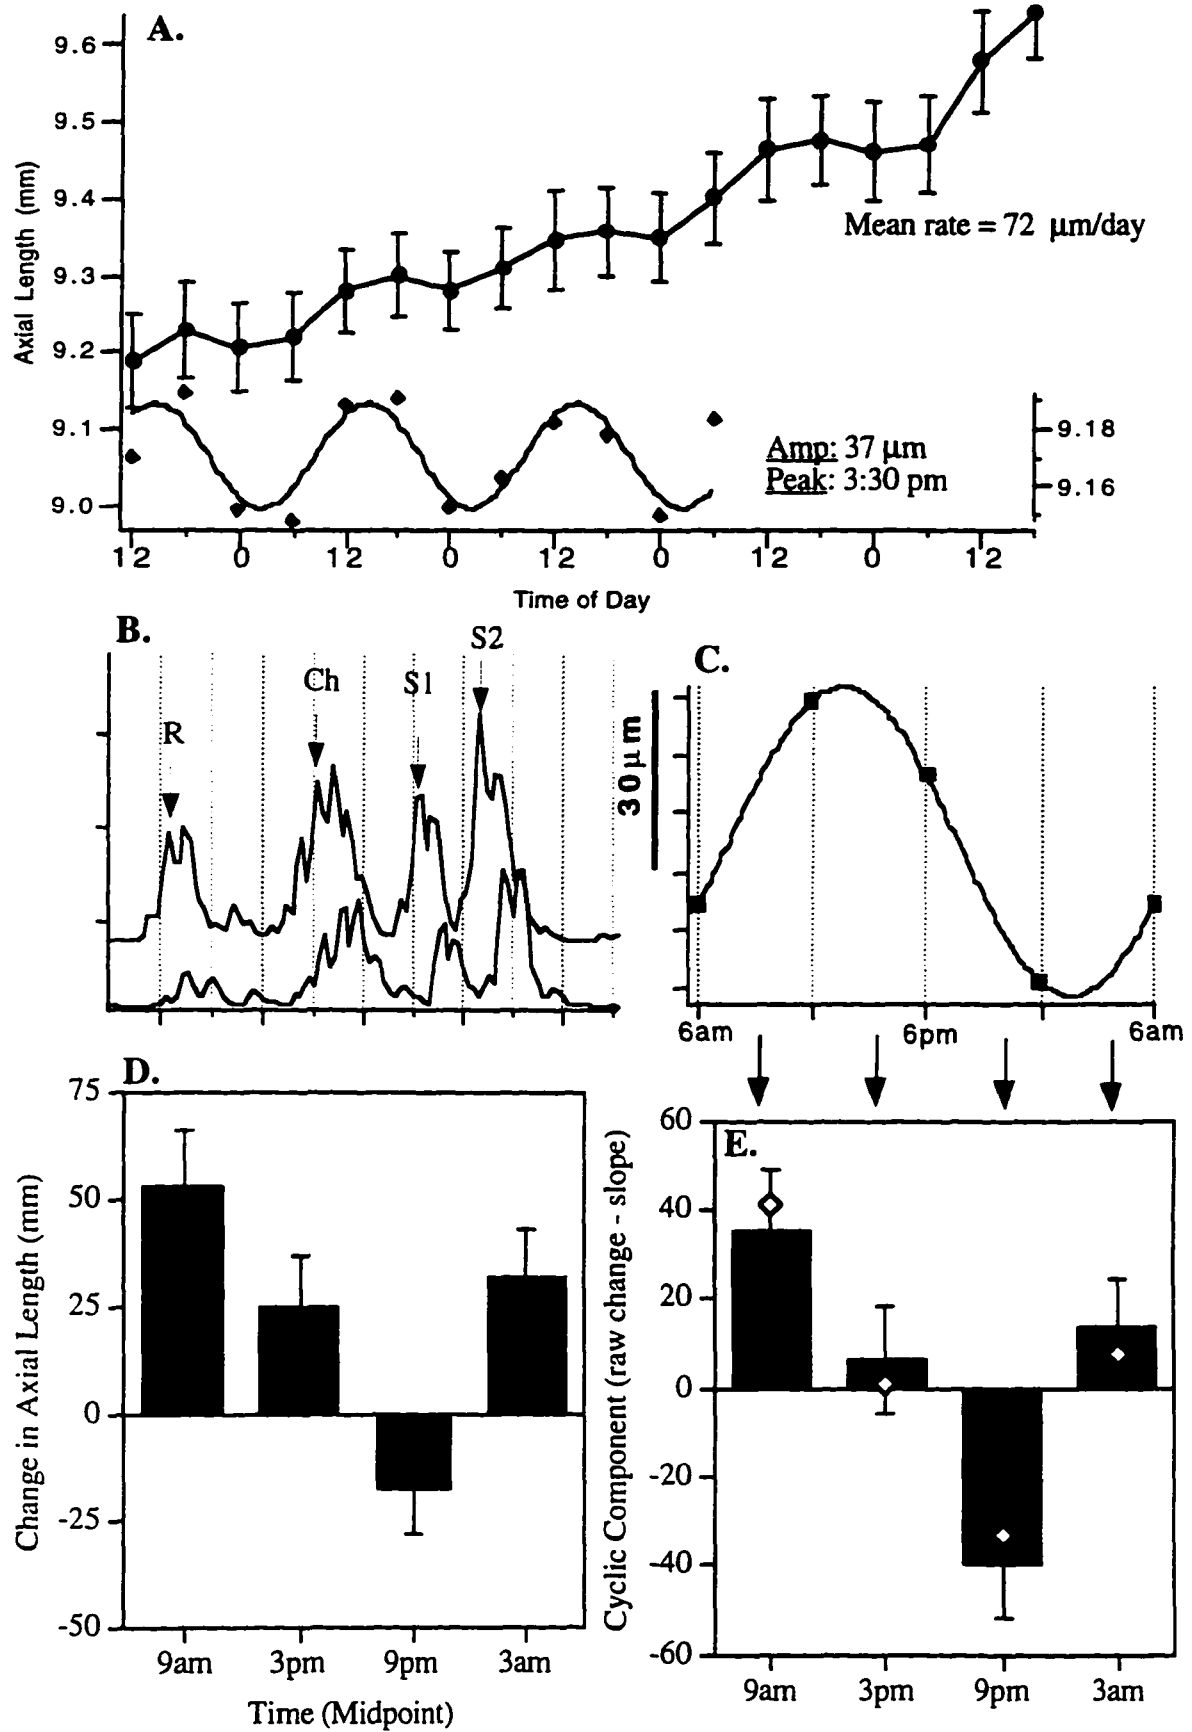 A.
9.6
9.5
9.4
9.3
9.2
9.1
9.0
Axial Length (mm)
Mean rate = 72 μm/day
Amp: 37 μm
Peak: 3:30 pm
9.18
9.16
12 0 12 0 12 0 12 0 12
Time of Day
B.
R
Ch
S1
S2
C.
30 μm
6am 6pm 6am
D.
75
50
25
0
-25
-50
Change in Axial Length (mm)
9am 3pm 9pm 3am
Time (Midpoint)
E.
60
40
20
0
-20
-40
-60
Cyclic Component (raw change - slope)
9am 3pm 9pm 3am